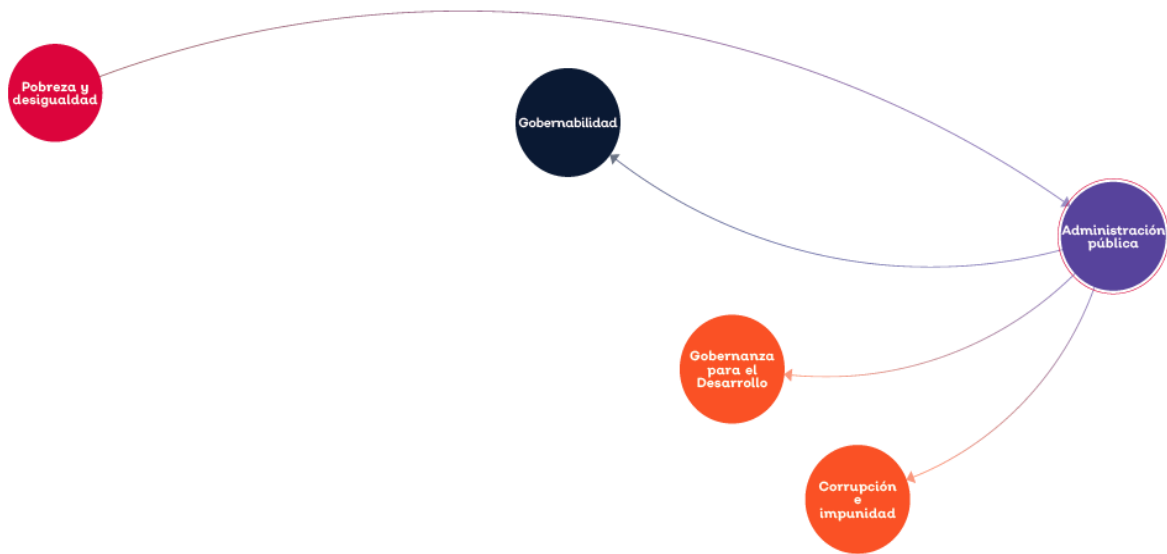 Pobreza y
desigualdad
Gobernabilidad
Administración
pública
Gobernanza
para el
Desarrollo
Corrupción
e
impunidad